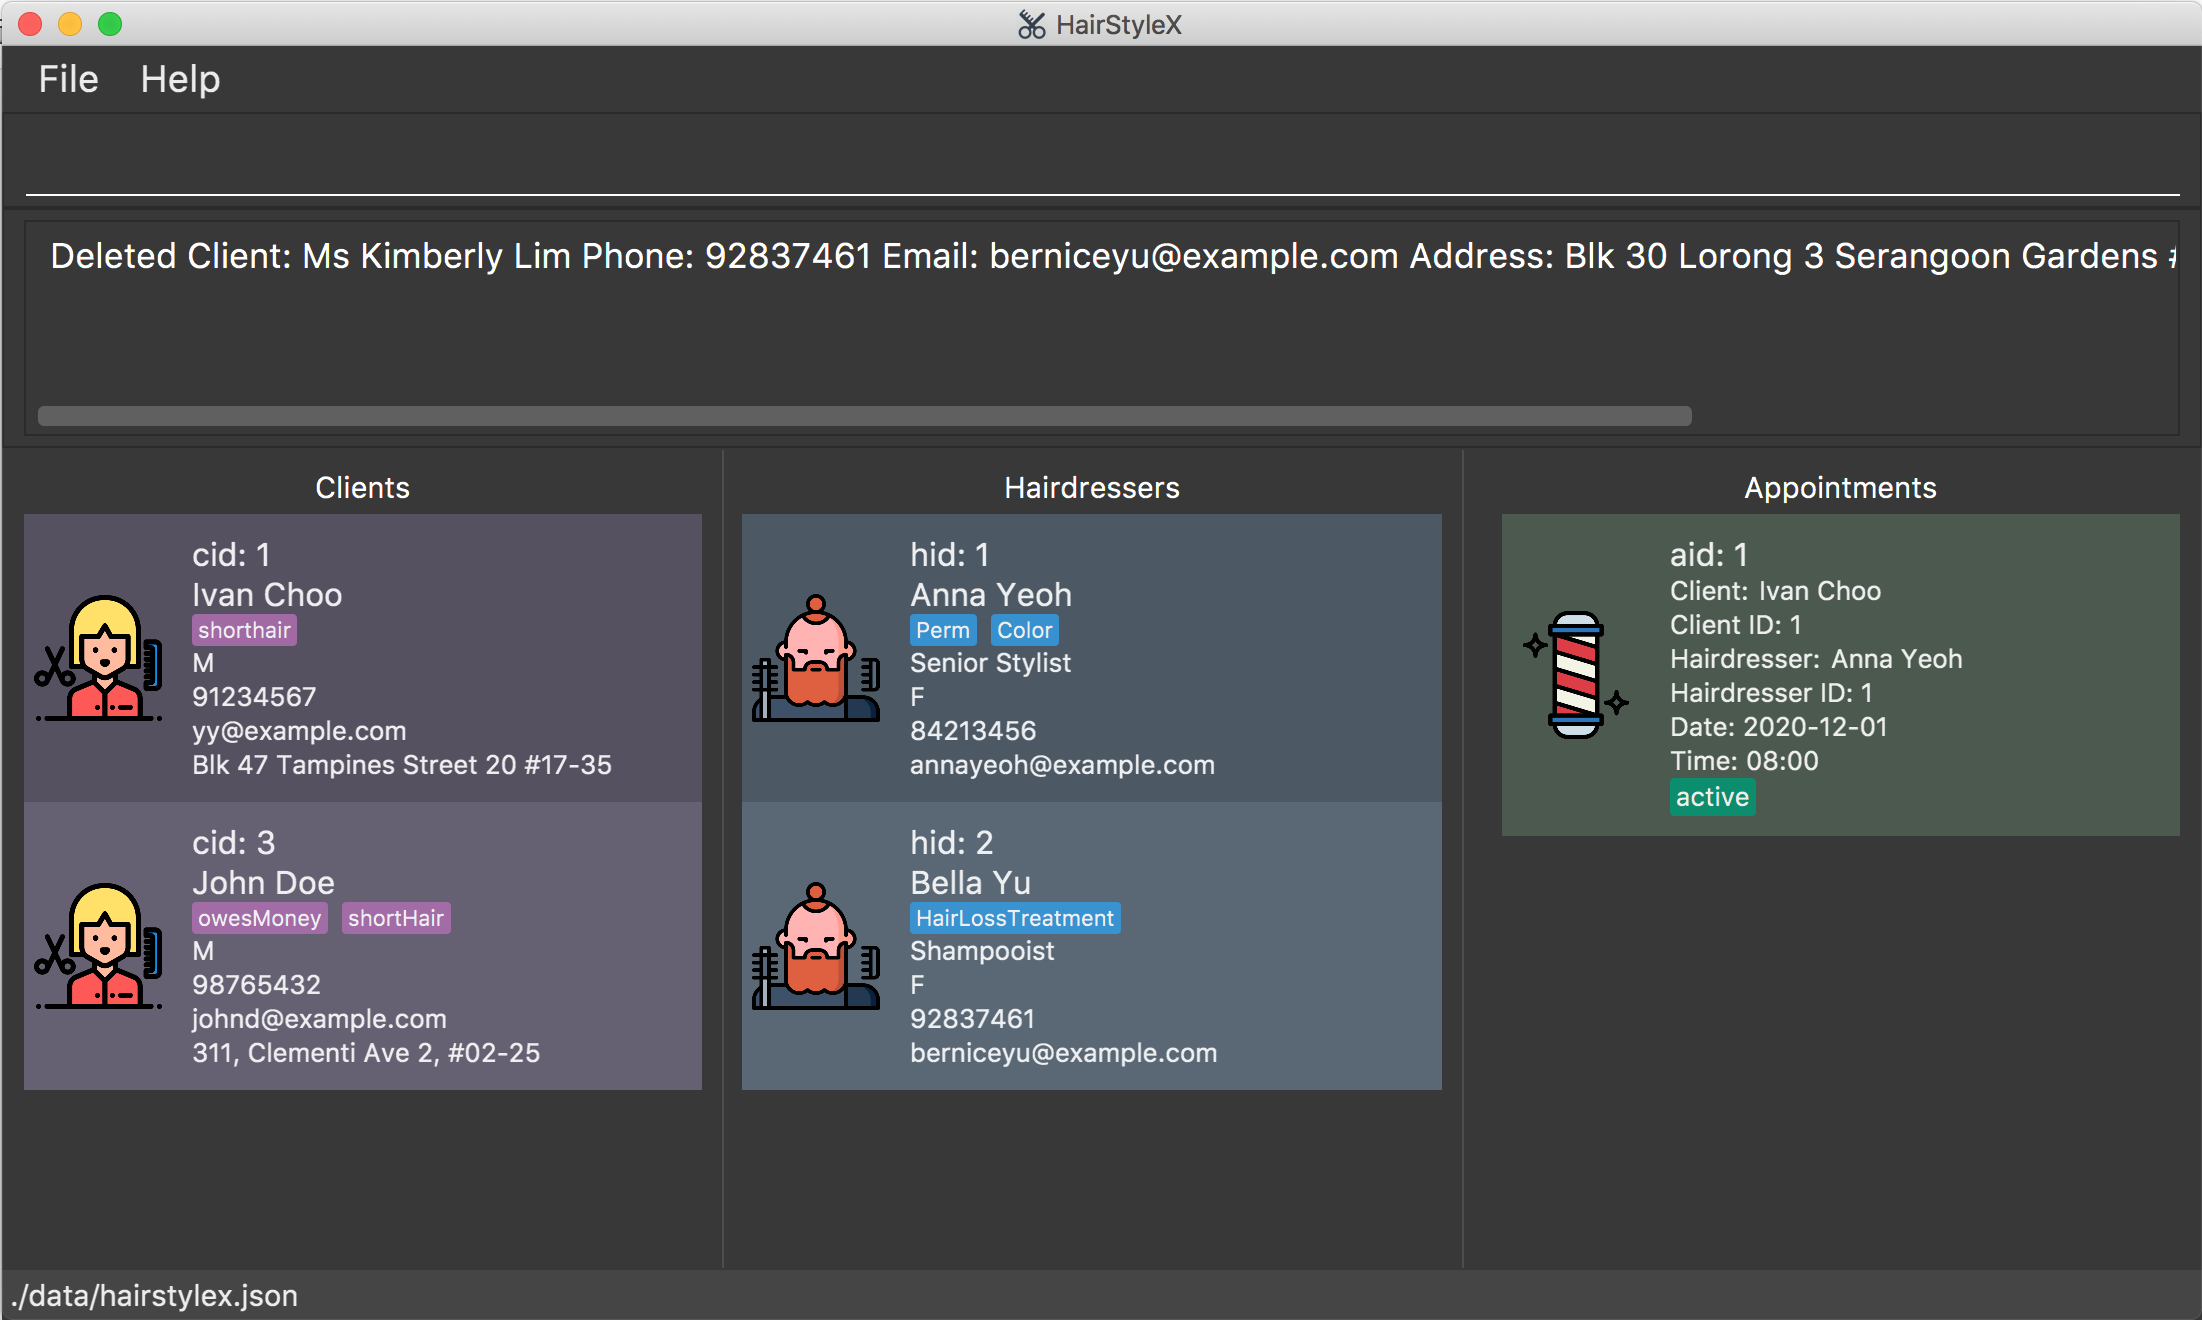 HairStyleX
File Help
Deleted Client: Ms Kimberly Lim Phone: 92837461 Email: berniceyu@example.com Address: Blk 30 Lorong 3 Serangoon Gardens #
Clients
cid: 1
Ivan Choo
shorthair
M
91234567
yy@example.com
Blk 47 Tampines Street 20 #17-35
cid: 3
John Doe
owesMoney shortHair
M
98765432
johnd@example.com
311, Clementi Ave 2, #02-25
Hairdressers
hid: 1
Anna Yeoh
Perm Color
Senior Stylist
F
84213456
annayeoh@example.com
hid: 2
Bella Yu
HairLossTreatment
Shampooist
F
92837461
berniceyu@example.com
Appointments
aid: 1
Client: Ivan Choo
Client ID: 1
Hairdresser: Anna Yeoh
Hairdresser ID: 1
Date: 2020-12-01
Time: 08:00
active
./data/hairstylex.json